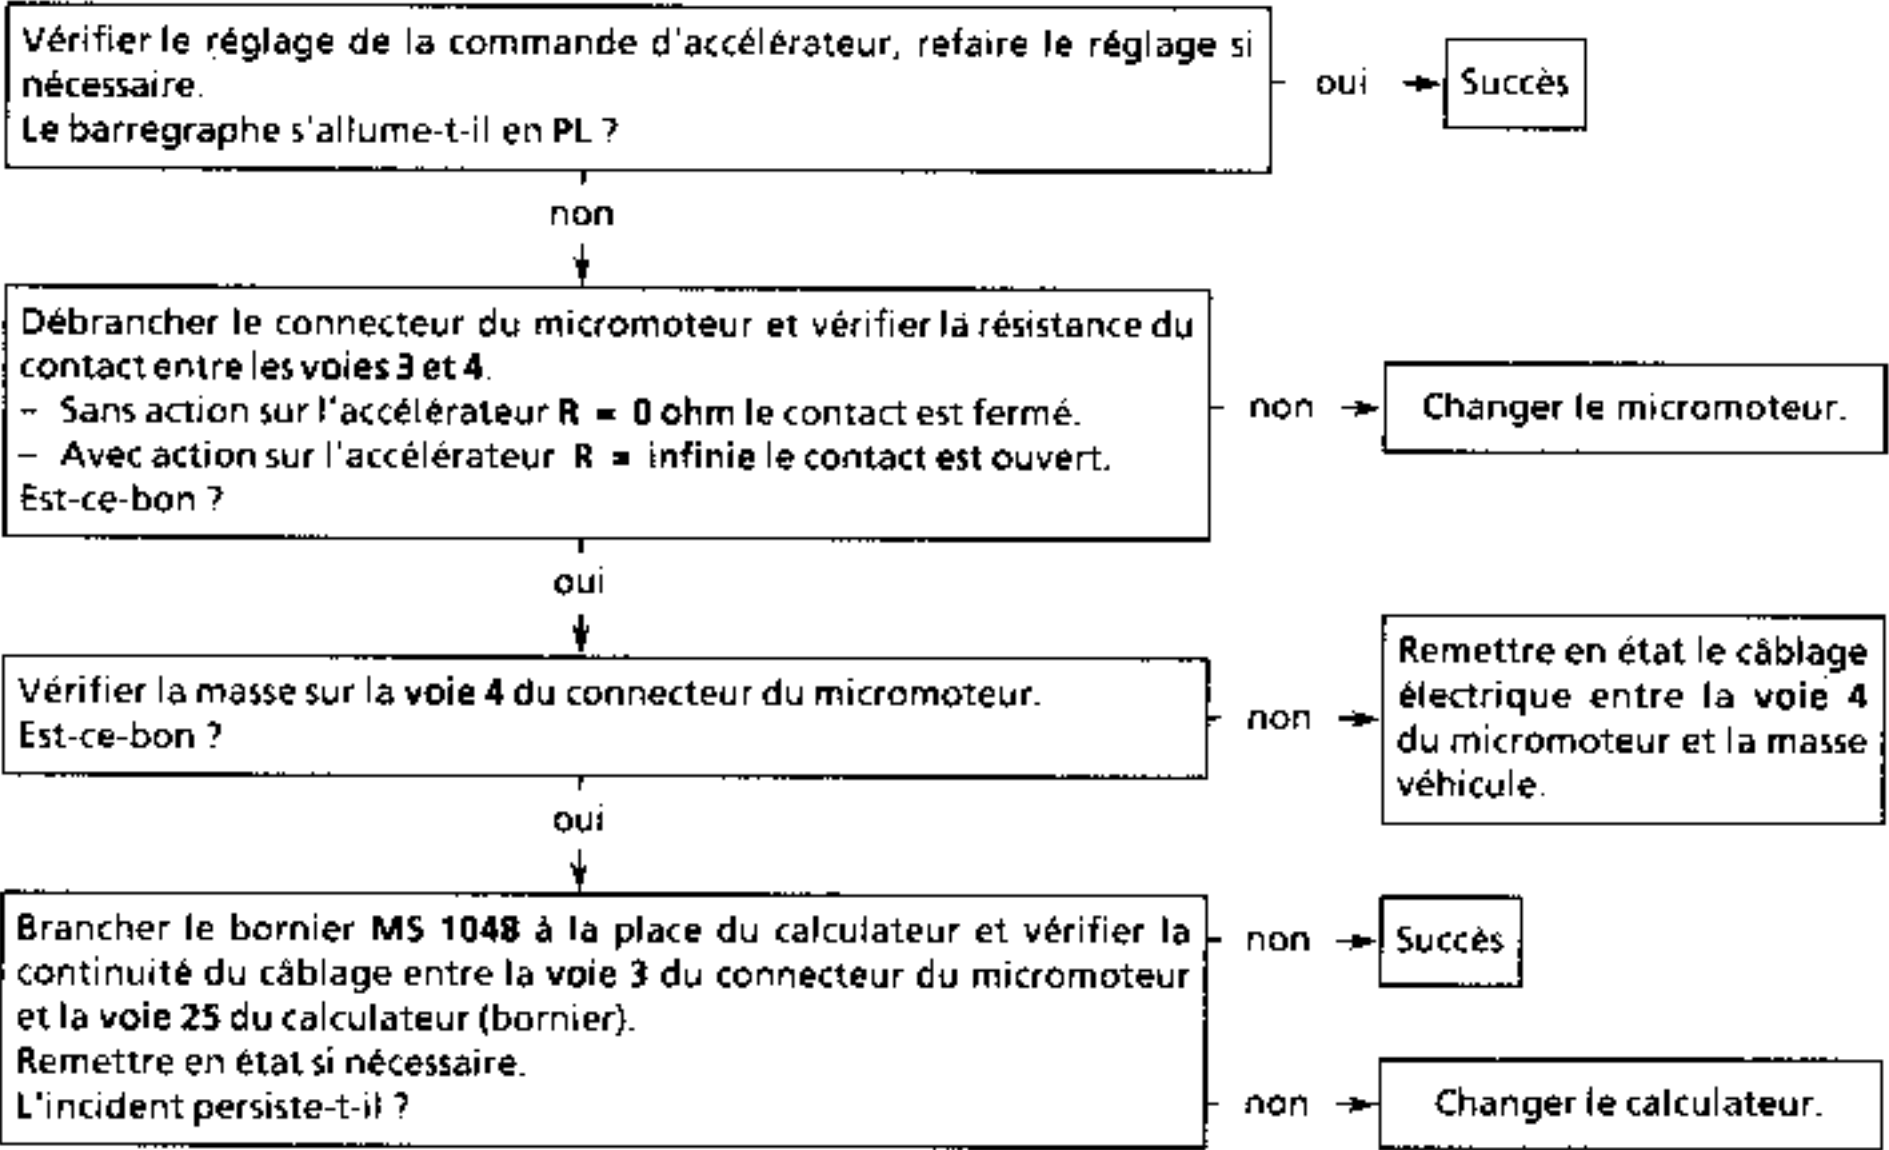 Vérifier le réglage de la commande d'accélérateur, refaire le réglage si
nécessaire.
Le barregraphe s'allume-t-il en PL ?
oui
Succès
non
Débrancher le connecteur du micromoteur et vérifier la résistance du
contact entre les voies 3 et 4.
– Sans action sur l'accélérateur R = 0 ohm le contact est fermé.
– Avec action sur l'accélérateur R = infinie le contact est ouvert.
Est-ce-bon ?
non
Changer le micromoteur.
oui
Vérifier la masse sur la voie 4 du connecteur du micromoteur.
Est-ce-bon ?
non
Remettre en état le câblage
électrique entre la voie 4
du micromoteur et la masse
véhicule.
oui
Brancher le bornier MS 1048 à la place du calculateur et vérifier la
continuité du câblage entre la voie 3 du connecteur du micromoteur
et la voie 25 du calculateur (bornier).
Remettre en état si nécessaire.
L'incident persiste-t-il ?
non
Succès
non
Changer le calculateur.